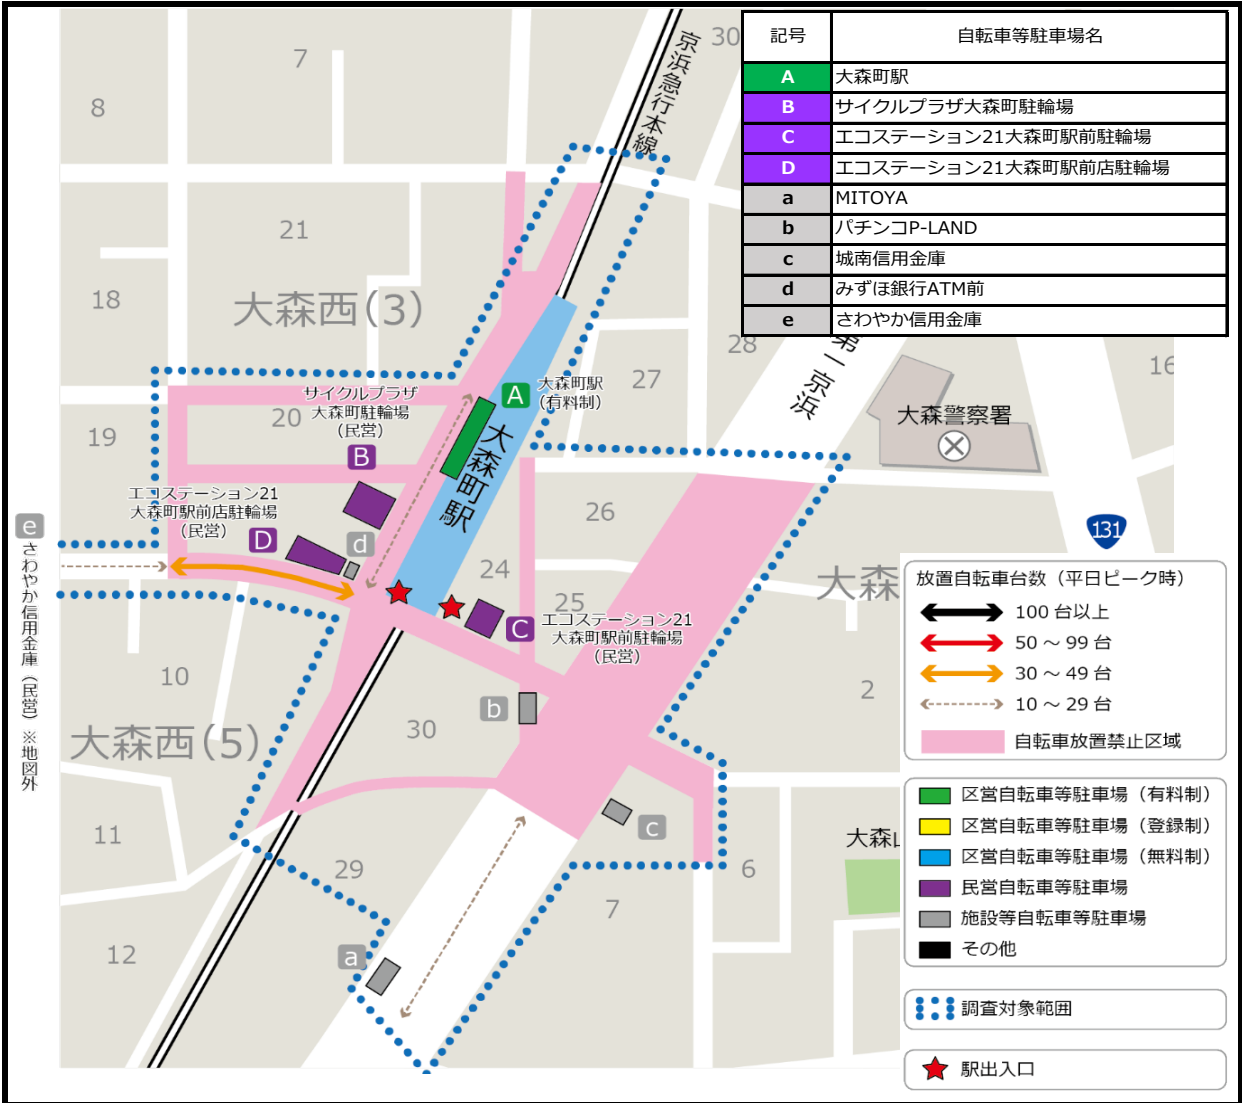 記号 自転車等駐車場名
A 大森町駅
B サイクルプラザ大森町駐輪場
C エコステーション21大森町駅前駐輪場
D エコステーション21大森町駅前店駐輪場
a MITOYA
b パチンコP-LAND
c 城南信用金庫
d みずほ銀行ATM前
e さわやか信用金庫
京浜急行本線
30
7
8
21
18
大森西(3)
28
第一京浜
16
27
大森町駅
(有料制)
A
サイクルプラザ
大森町駐輪場
(民営)
20
19
B
大森町駅
大森警察署
エコステーション21
大森町駅前店駐輪場
(民営)
D
d
26
131
e
さわやか信用金庫(民営)※地図外
24
25
大森
C
エコステーション21
大森町駅前駐輪場
(民営)
10
2
b
30
大森西(5)
11
c
大森山
29
6
7
12
a
放置自転車台数(平日ピーク時)
100 台以上
50 ～ 99 台
30 ～ 49 台
10 ～ 29 台
自転車放置禁止区域
区営自転車等駐車場(有料制)
区営自転車等駐車場(登録制)
区営自転車等駐車場(無料制)
民営自転車等駐車場
施設等自転車等駐車場
その他
調査対象範囲
駅出入口